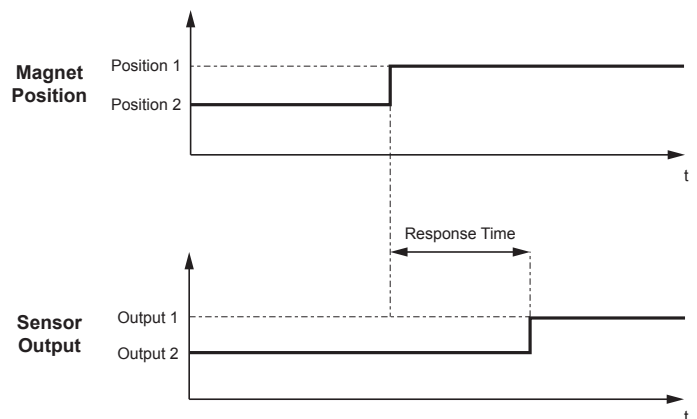 Magnet
Position
Position 1
Position 2
t
Response Time
Sensor
Output
Output 1
Output 2
t